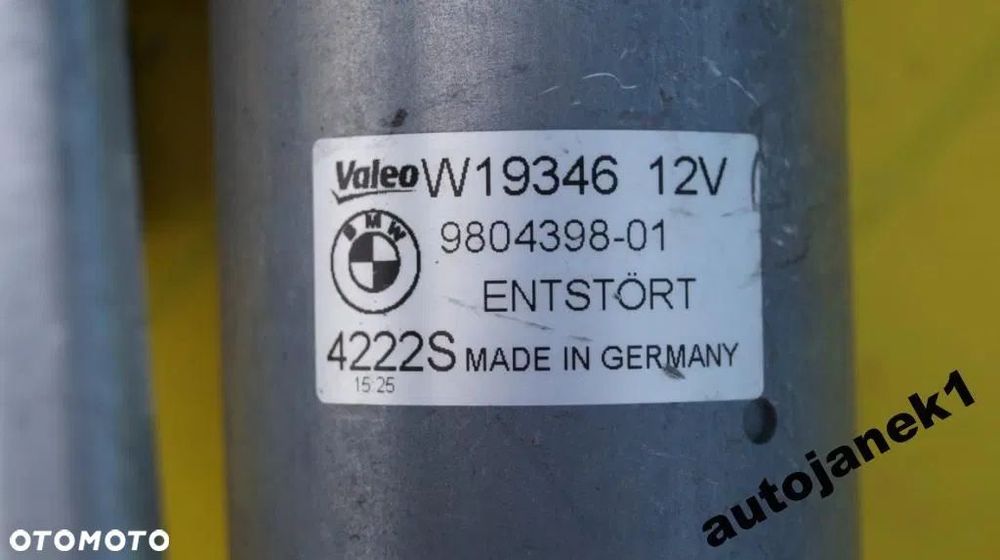 Valeo W19346 12V
BMW
9804398-01
ENTSTÖRT
4222S MADE IN GERMANY
15:25
autojanek1
OTOMOTO